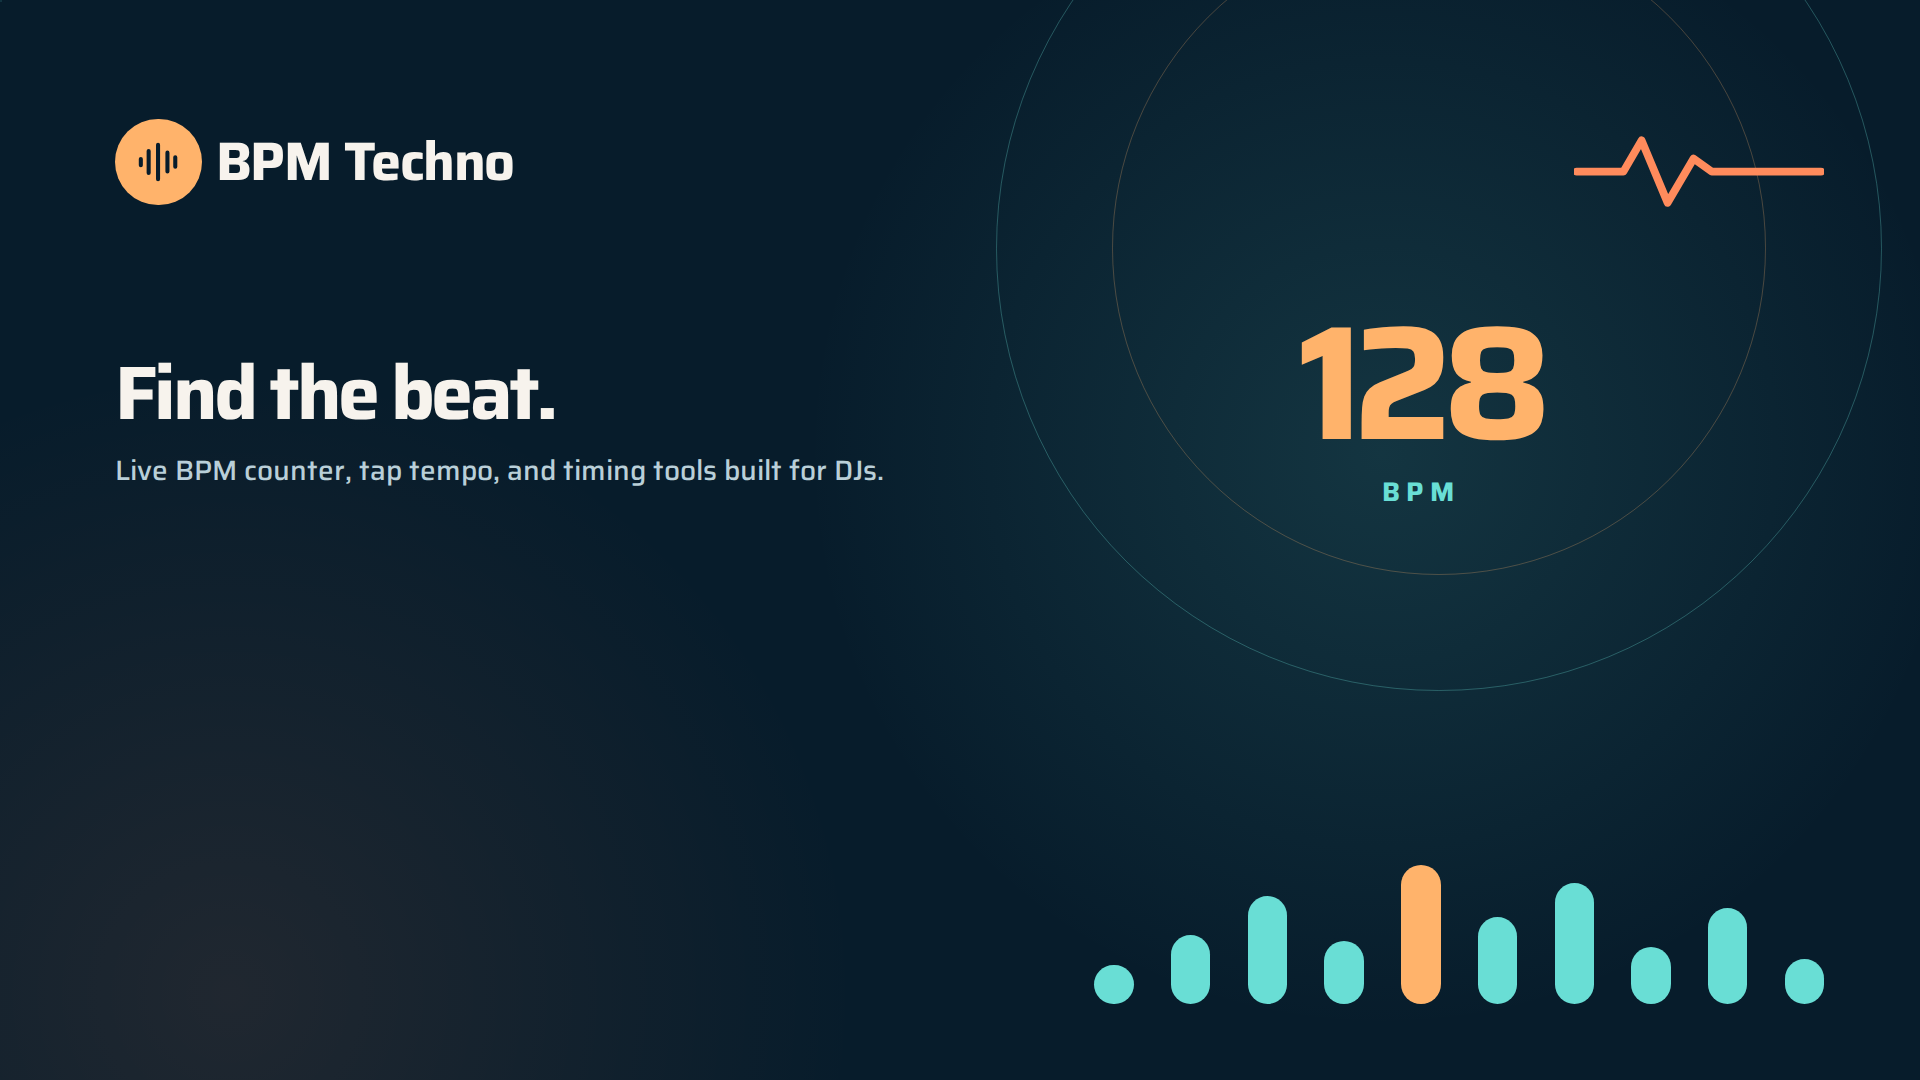 BPM Techno
Find the beat.
Live BPM counter, tap tempo, and timing tools built for DJs.
128
BPM